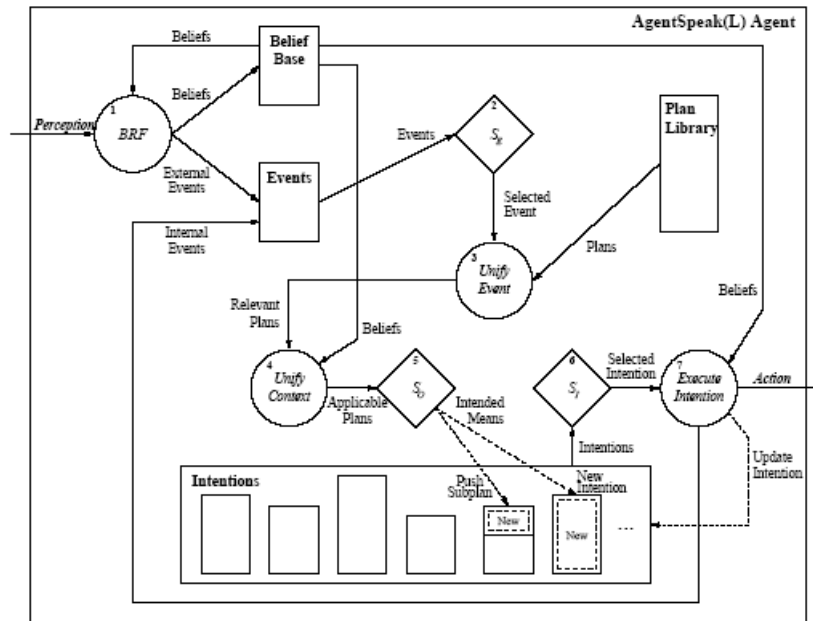 AgentSpeak(L) Agent
Beliefs
Belief
Base
Beliefs
1
BRF
Perception
2
S_E
Plan
Library
Events
External
Events
Events
Selected
Event
Internal
Events
3
Unify
Event
Plans
Relevant
Plans
Beliefs
Beliefs
4
Unify
Context
Applicable
Plans
5
S_O
Intended
Means
6
S_I
Selected
Intention
7
Execute
Intention
Action
Intentions
Update
Intention
Intentions
Push
Subplan
New
Intention
New
New
...